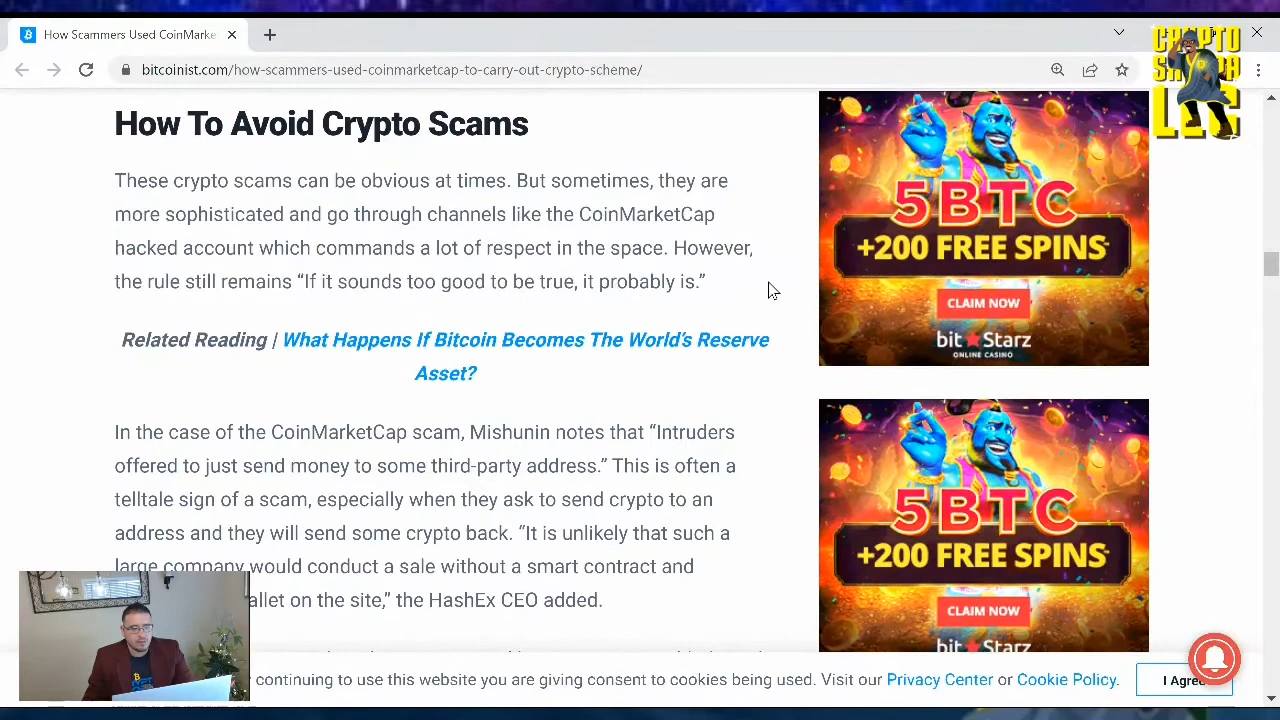 How Scammers Used CoinMarke
bitcoinist.com/how-scammers-used-coinmarketcap-to-carry-out-crypto-scheme/
CRYPTO
LEG
How To Avoid Crypto Scams
These crypto scams can be obvious at times. But sometimes, they are
more sophisticated and go through channels like the CoinMarketCap
hacked account which commands a lot of respect in the space. However,
the rule still remains “If it sounds too good to be true, it probably is.”
Related Reading | What Happens If Bitcoin Becomes The World’s Reserve
Asset?
In the case of the CoinMarketCap scam, Mishunin notes that “Intruders
offered to just send money to some third-party address.” This is often a
telltale sign of a scam, especially when they ask to send crypto to an
address and they will send some crypto back. “It is unlikely that such a
large company would conduct a sale without a smart contract and
allet on the site,” the HashEx CEO added.
5BTC
+200 FREE SPINS
CLAIM NOW
bitStarz
ONLINE CASINO
5BTC
+200 FREE SPINS
CLAIM NOW
bitStarz
continuing to use this website you are giving consent to cookies being used. Visit our Privacy Center or Cookie Policy.
I Agree